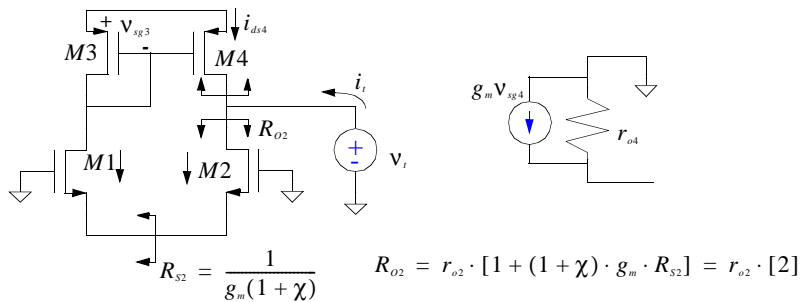 + v_sg3 -
i_ds4
M3
M4
i_t
g_m v_sg4
r_o4
R_O2
M1
M2
+
-
v_t
R_S2 = 1 / g_m(1 + χ)
R_O2 = r_o2 · [1 + (1 + χ) · g_m · R_S2] = r_o2 · [2]